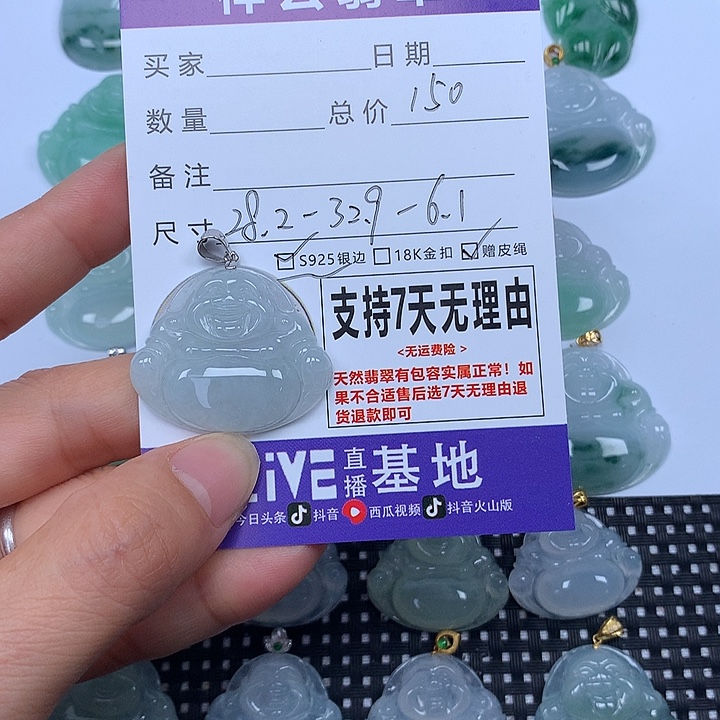 买家 日期
数量 总价 150
备注
尺寸 28.2-32.9-6.1
S925银边 18K金扣 赠皮绳
支持7天无理由
<无运费险>
天然翡翠有包容实属正常！如
果不合适售后选7天无理由退
货退款即可
LiVE 直播 基地
今日头条 抖音 西瓜视频 抖音火山版